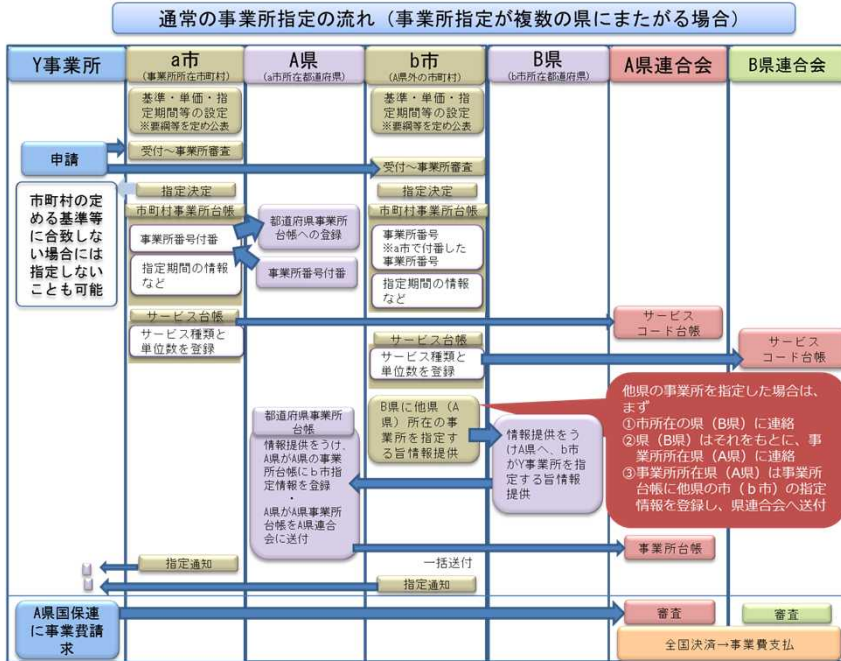 通常の事業所指定の流れ（事業所指定が複数の県にまたがる場合）
Y事業所
a市
（事業所所在市町村）
A県
（a市所在都道府県）
b市
（A県外の市町村）
B県
（b市所在都道府県）
A県連合会
B県連合会
基準・単価・指
定期間等の設定
※要綱等を定め公表
基準・単価・指
定期間等の設定
※要綱等を定め公表
申請
受付～事業所審査
受付～事業所審査
市町村の定
める基準等
に合致しな
い場合には
指定しない
ことも可能
指定決定
指定決定
市町村事業所台帳
事業所番号付番
指定期間の情報
など
都道府県事業所
台帳への登録
事業所番号付番
市町村事業所台帳
事業所番号
※a市で付番した
事業所番号
指定期間の情報
など
サービス台帳
サービス種類と
単位数を登録
サービス
コード台帳
サービス台帳
サービス種類と
単位数を登録
サービス
コード台帳
都道府県事業所
台帳
情報提供をうけ、
A県がA県の事業
所台帳にb市指
定情報を登録
・
A県がA県事業所
台帳をA県連合
会に送付
B県に他県（A
県）所在の事
業所を指定す
る旨情報提供
情報提供をう
けA県へ、b市
がY事業所を指
定する旨情報
提供
他県の事業所を指定した場合は、
まず
①市所在の県（B県）に連絡
②県（B県）はそれをもとに、事
業所所在県（A県）に連絡
③事業所所在県（A県）は事業所
台帳に他県の市（b市）の指定
情報を登録し、県連合会へ送付
事業所台帳
指定通知
一括送付
指定通知
A県国保連
に事業費請
求
審査
審査
全国決済→事業費支払